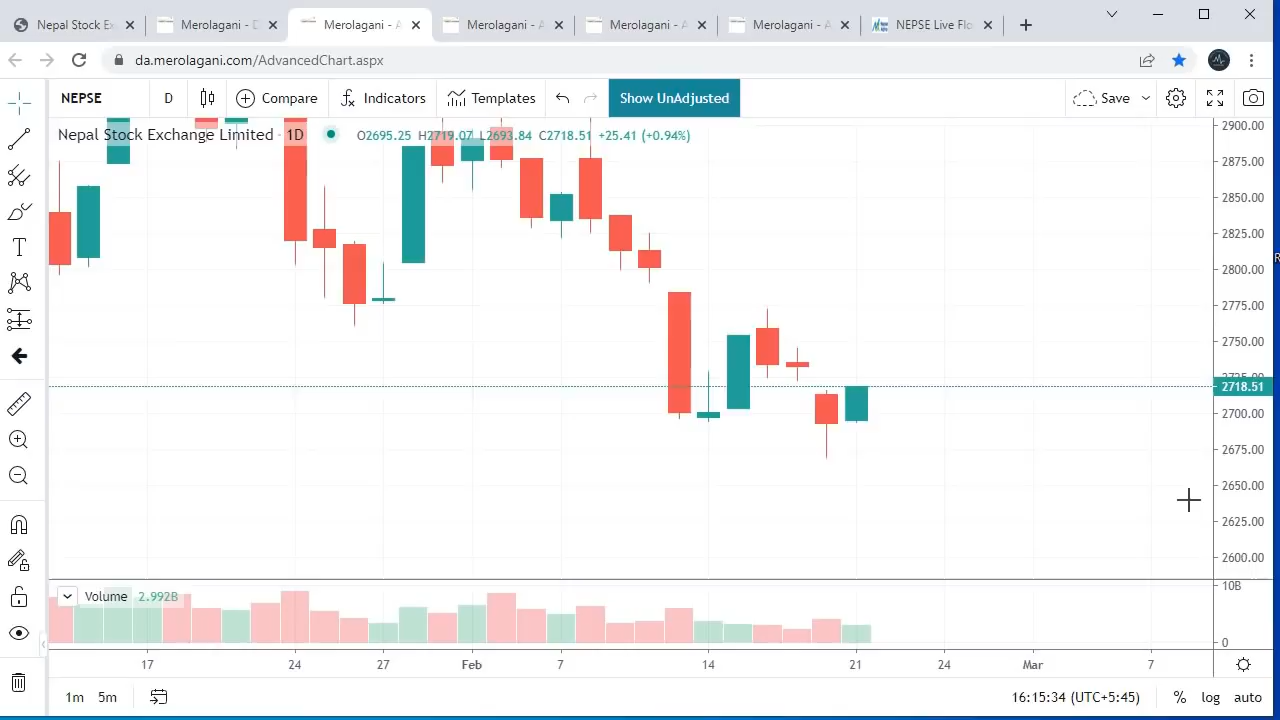 Nepal Stock Ex
Merolagani - D
Merolagani - A
Merolagani - A
Merolagani - A
Merolagani - A
NEPSE Live Flo
da.merolagani.com/AdvancedChart.aspx
NEPSE D Compare Indicators Templates Show UnAdjusted Save
Nepal Stock Exchange Limited · 1D O2695.25 H2719.07 L2693.84 C2718.51 +25.41 (+0.94%)
2900.00
2875.00
2850.00
2825.00
2800.00
2775.00
2750.00
2725.00
2718.51
2700.00
2675.00
2650.00
2625.00
2600.00
Volume 2.992B
10B
0
17 24 27 Feb 7 14 21 24 Mar 7
1m 5m 16:15:34 (UTC+5:45) % log auto